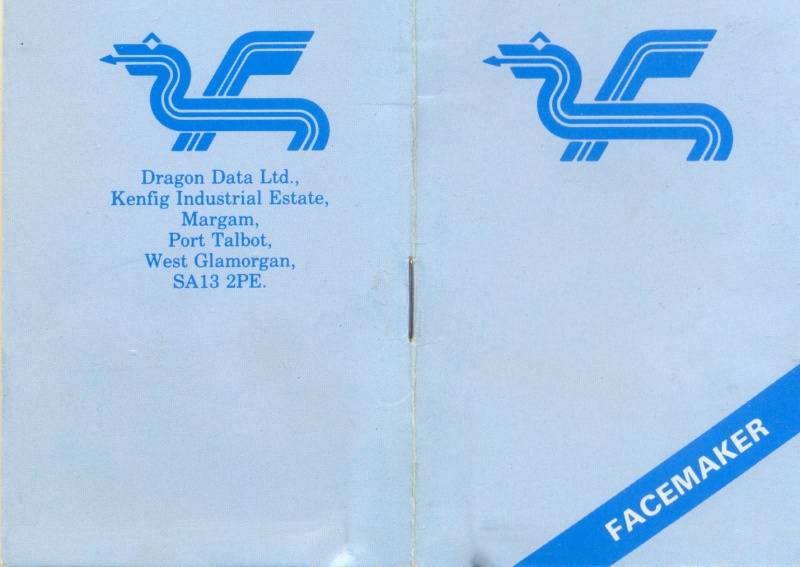 Dragon Data Ltd.,
Kenfig Industrial Estate,
Margam,
Port Talbot,
West Glamorgan,
SA13 2PE.
FACEMAKER